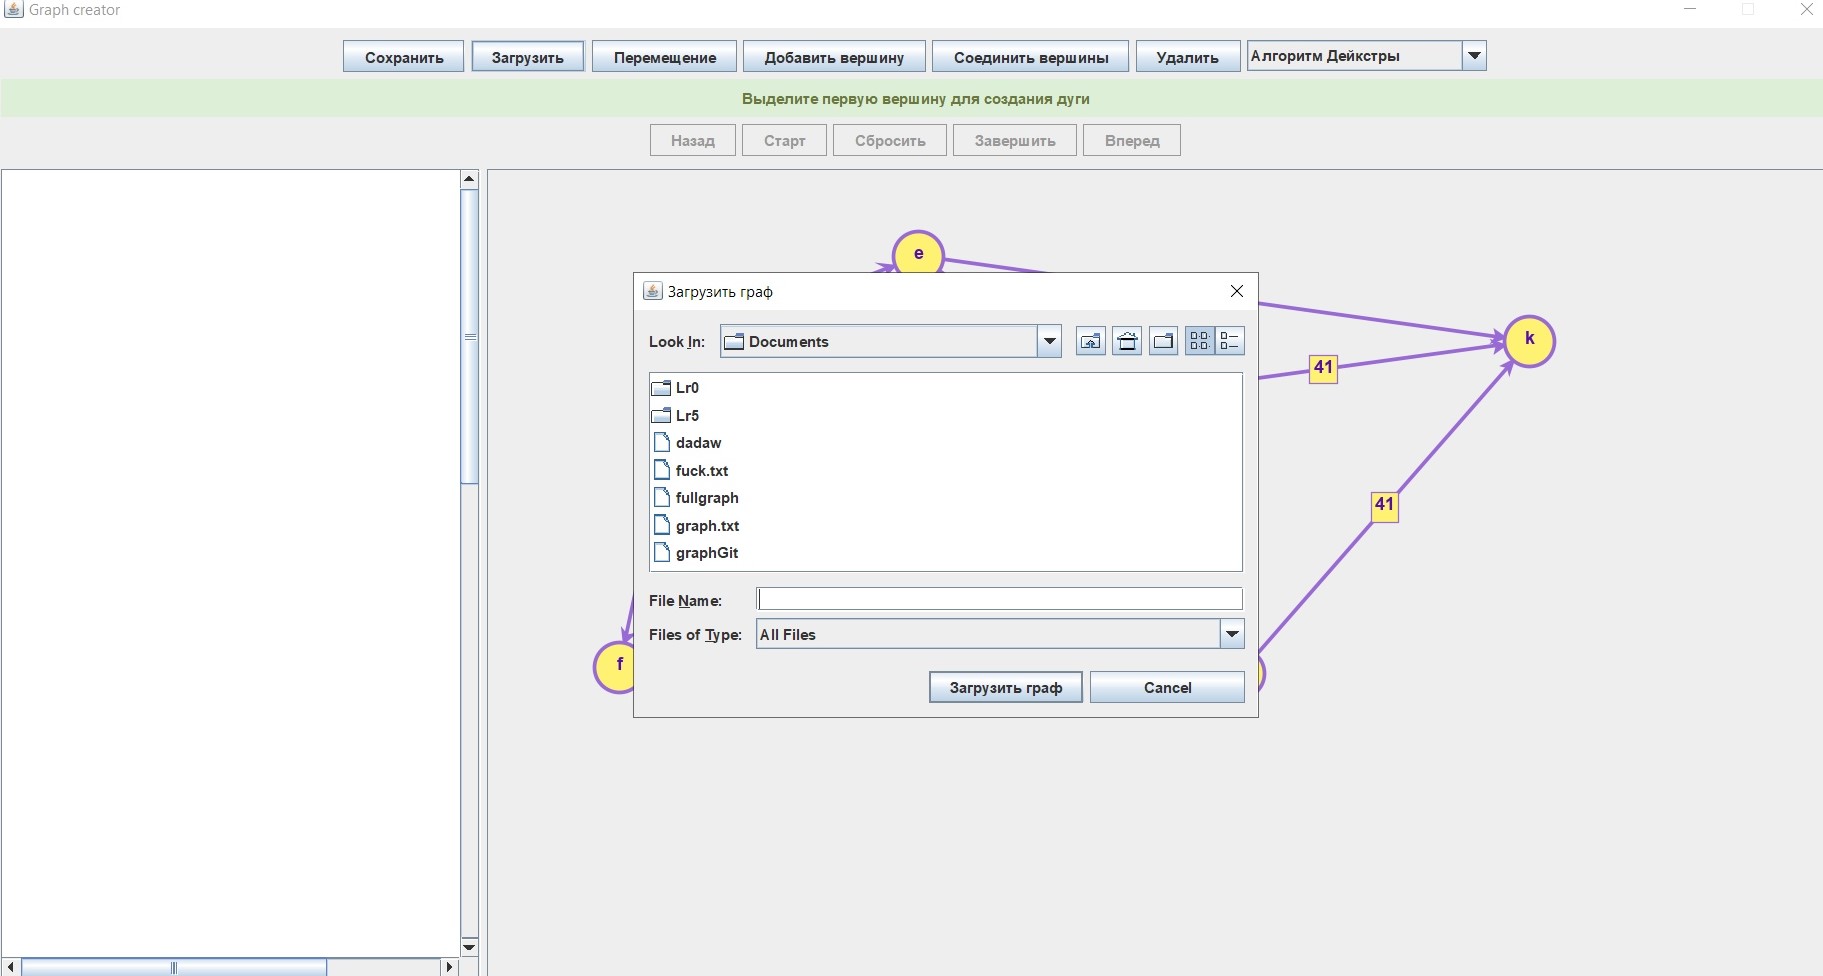 Graph creator
Сохранить Загрузить Перемещение Добавить вершину Соединить вершины Удалить Алгоритм Дейкстры
Выделите первую вершину для создания дуги
Назад Старт Сбросить Завершить Вперед
e
Загрузить граф
k
Look In: Documents
41
Lr0
Lr5
dadaw
fuck.txt
fullgraph
41
graph.txt
graphGit
File Name:
Files of Type: All Files
f
Загрузить граф Cancel